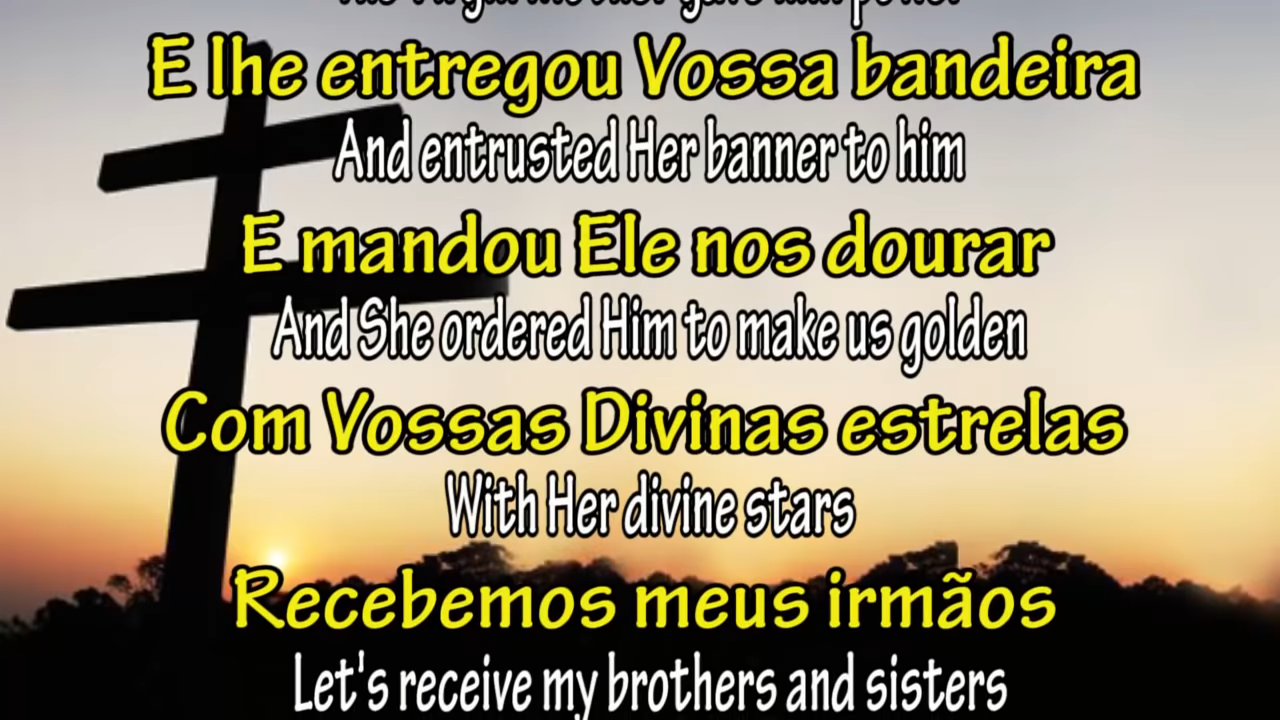 E lhe entregou Vossa bandeira
And entrusted Her banner to him
E mandou Ele nos dourar
And She ordered Him to make us golden
Com Vossas Divinas estrelas
With Her divine stars
Recebemos meus irmãos
Let's receive my brothers and sisters